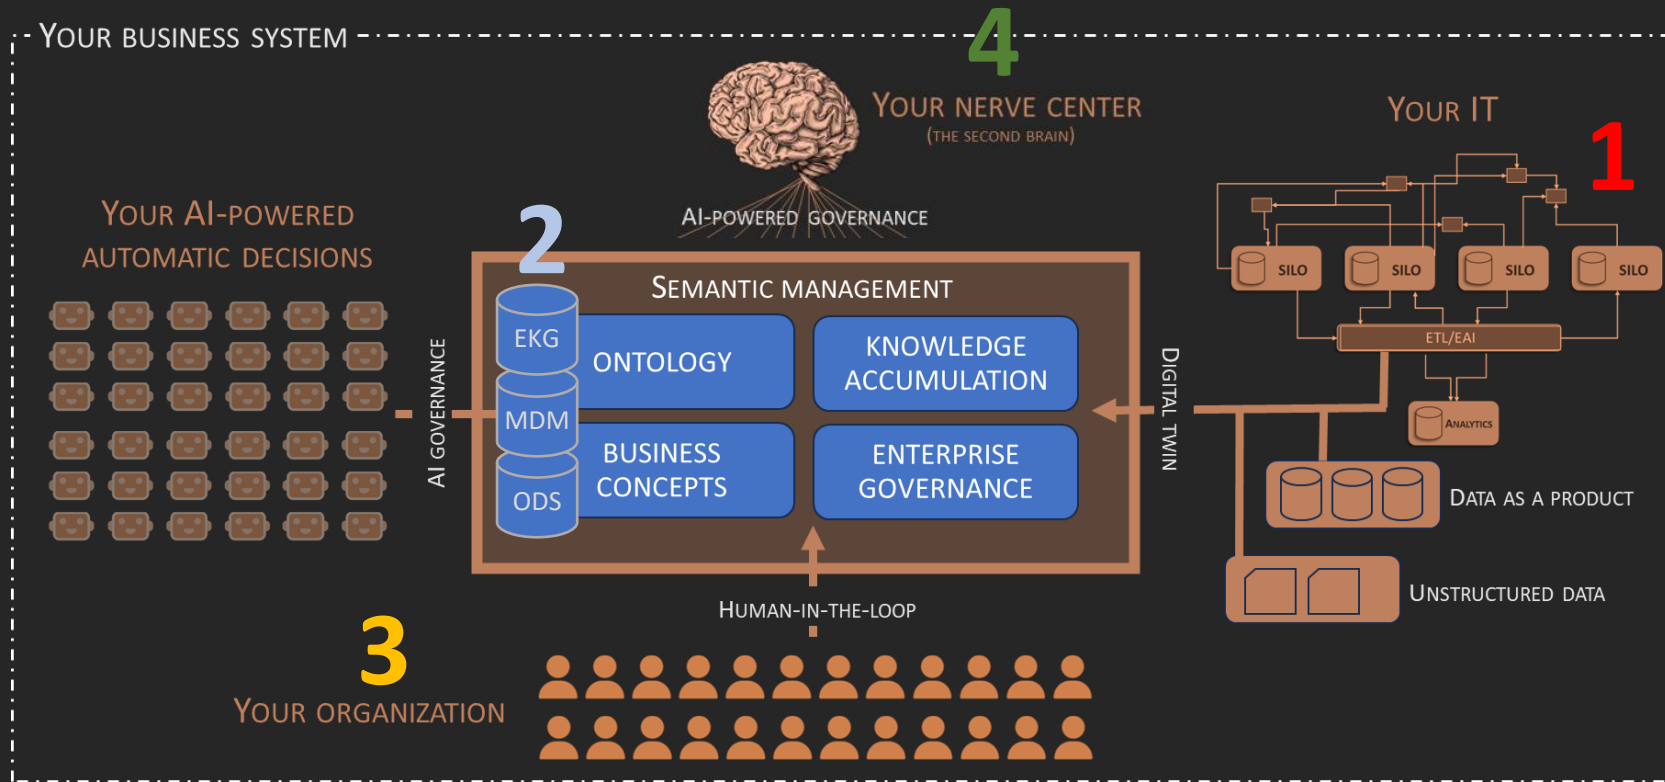 YOUR BUSINESS SYSTEM
4
YOUR NERVE CENTER
(THE SECOND BRAIN)
AI-POWERED GOVERNANCE
YOUR IT
1
SILO
SILO
SILO
SILO
ETL/EAI
ANALYTICS
DATA AS A PRODUCT
UNSTRUCTURED DATA
DIGITAL TWIN
YOUR AI-POWERED
AUTOMATIC DECISIONS
AI GOVERNANCE
2
SEMANTIC MANAGEMENT
EKG
MDM
ODS
ONTOLOGY
KNOWLEDGE
ACCUMULATION
BUSINESS
CONCEPTS
ENTERPRISE
GOVERNANCE
HUMAN-IN-THE-LOOP
3
YOUR ORGANIZATION